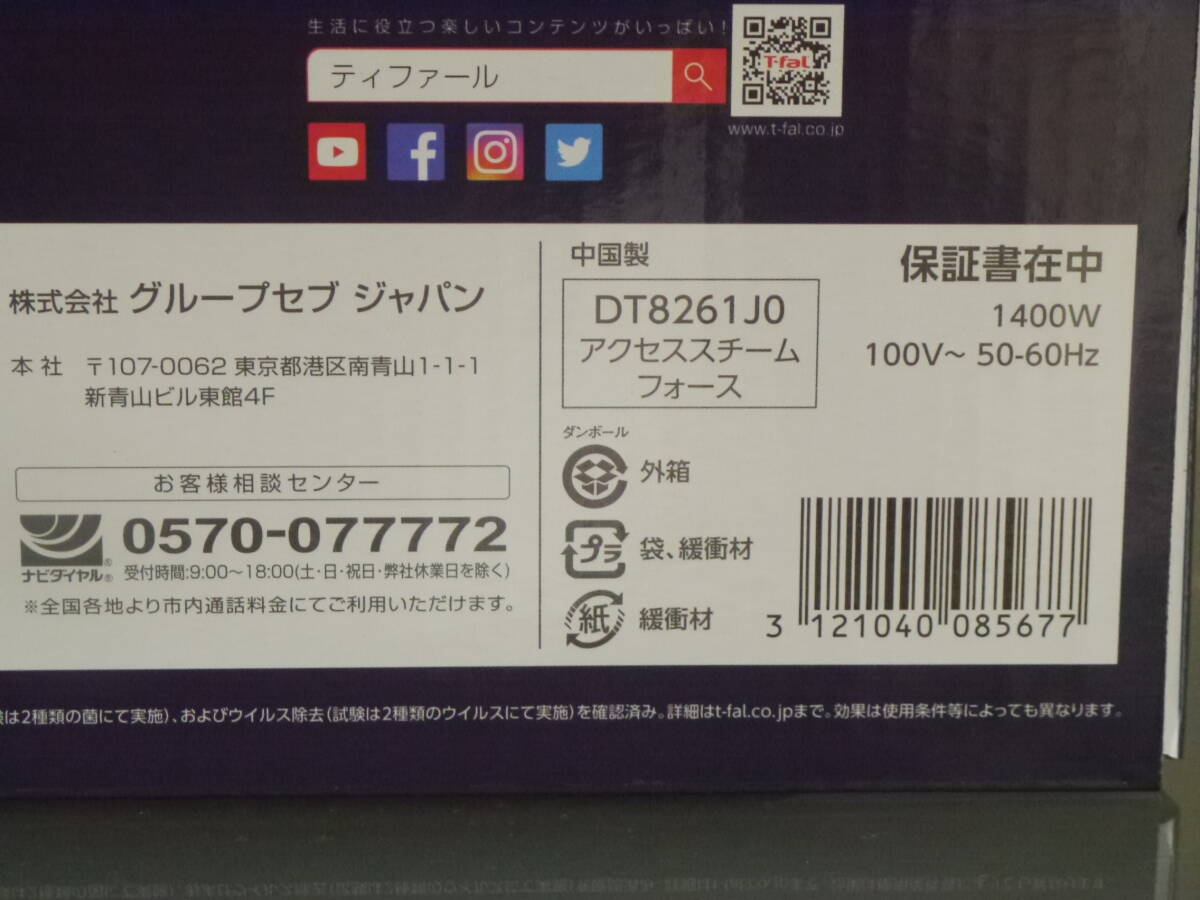 生活に役立つ楽しいコンテンツがいっぱい!
ティファール
T-faL
www.t-fal.co.jp
株式会社 グループセブ ジャパン
本社 〒107-0062 東京都港区南青山1-1-1
新青山ビル東館4F
お客様相談センター
0570-077772
ナビダイヤル® 受付時間:9:00〜18:00(土・日・祝日・弊社休業日を除く)
※全国各地より市内通話料金にてご利用いただけます。
中国製
DT8261J0
アクセススチーム
フォース
保証書在中
1400W
100V〜 50-60Hz
ダンボール
外箱
プラ 袋、緩衝材
紙 緩衝材
3 121040 085677
は2種類の菌にて実施)、およびウイルス除去(試験は2種類のウイルスにて実施)を確認済み。詳細はt-fal.co.jpまで。効果は使用条件等によっても異なります。